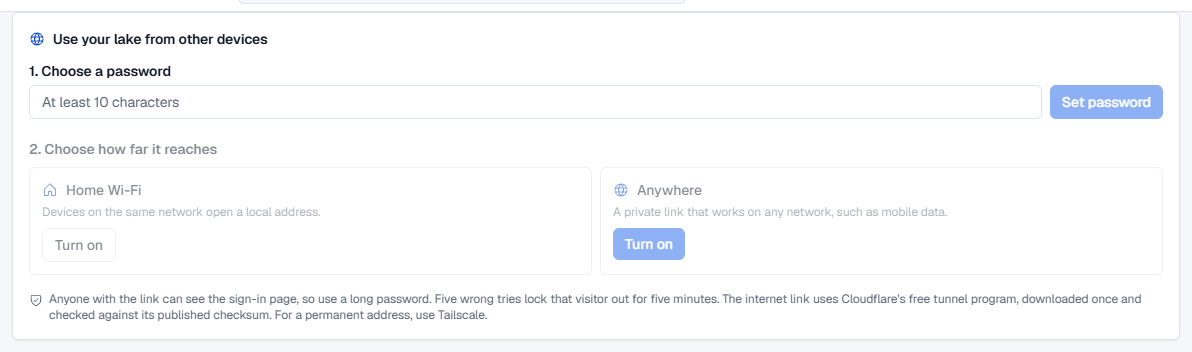 Use your lake from other devices
1. Choose a password
At least 10 characters
Set password
2. Choose how far it reaches
Home Wi-Fi
Devices on the same network open a local address.
Turn on
Anywhere
A private link that works on any network, such as mobile data.
Turn on
Anyone with the link can see the sign-in page, so use a long password. Five wrong tries lock that visitor out for five minutes. The internet link uses Cloudflare's free tunnel program, downloaded once and
checked against its published checksum. For a permanent address, use Tailscale.